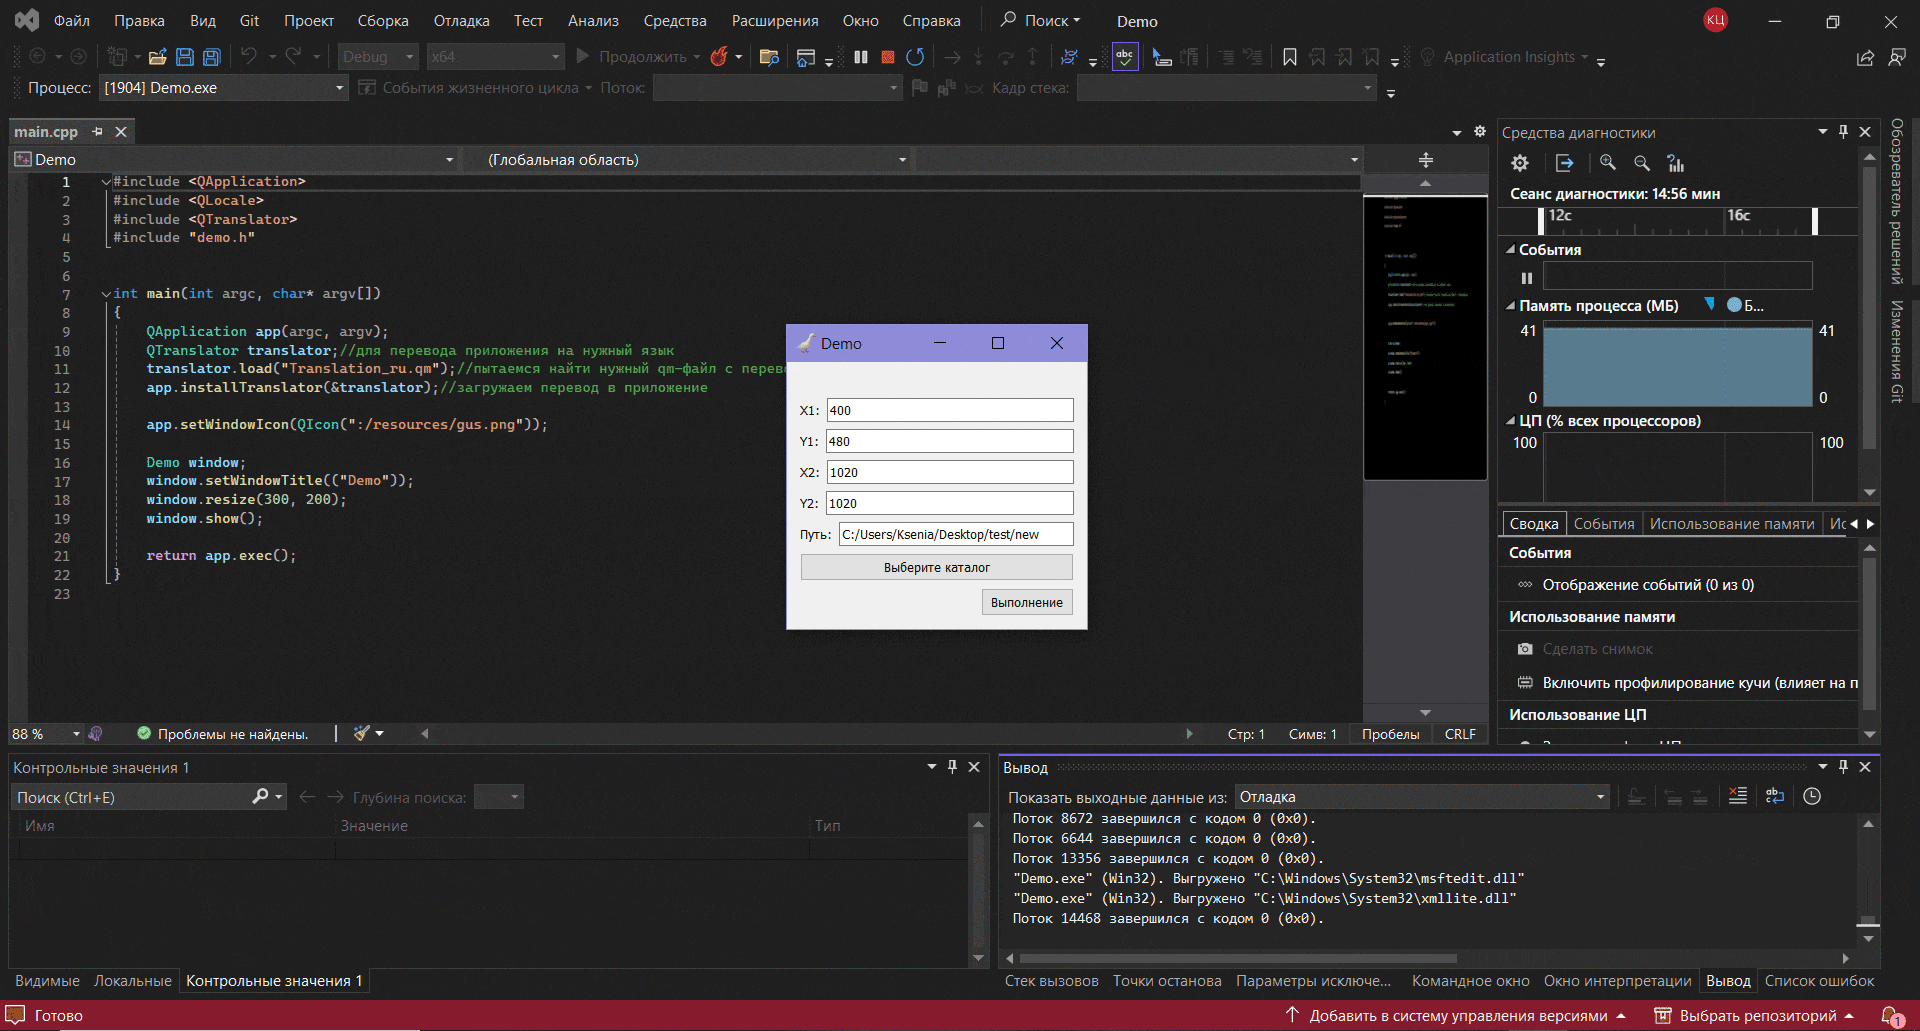 Файл Правка Вид Git Проект Сборка Отладка Тест Анализ Средства Расширения Окно Справка Поиск Demo КЦ
Debug x64 Продолжить abc Application Insights
Процесс: [1904] Demo.exe События жизненного цикла Поток: Кадр стека:
main.cpp
Demo (Глобальная область)
1 #include <QApplication>
2 #include <QLocale>
3 #include <QTranslator>
4 #include "demo.h"
5
6
7 int main(int argc, char* argv[])
8 {
9 QApplication app(argc, argv);
10 QTranslator translator;//для перевода приложения на нужный язык
11 translator.load("Translation_ru.qm");//пытаемся найти нужный qm-файл с перев
12 app.installTranslator(&translator);//загружаем перевод в приложение
13
14 app.setWindowIcon(QIcon(":/resources/gus.png"));
15
16 Demo window;
17 window.setWindowTitle(("Demo"));
18 window.resize(300, 200);
19 window.show();
20
21 return app.exec();
22 }
23
Demo
X1: 400
Y1: 480
X2: 1020
Y2: 1020
Путь: C:/Users/Ksenia/Desktop/test/new
Выберите каталог
Выполнение
88 % Проблемы не найдены. Стр: 1 Симв: 1 Пробелы CRLF
Средства диагностики
Сеанс диагностики: 14:56 мин
12с 16с
События
Память процесса (МБ) Б...
41 41
0 0
ЦП (% всех процессоров)
100 100
Сводка События Использование памяти Ис
События
Отображение событий (0 из 0)
Использование памяти
Сделать снимок
Включить профилирование кучи (влияет на п
Использование ЦП
Обозреватель решений
Изменения Git
Контрольные значения 1
Поиск (Ctrl+E) Глубина поиска:
Имя Значение Тип
Видимые Локальные Контрольные значения 1
Вывод
Показать выходные данные из: Отладка
Поток 8672 завершился с кодом 0 (0x0).
Поток 6644 завершился с кодом 0 (0x0).
Поток 13356 завершился с кодом 0 (0x0).
"Demo.exe" (Win32). Выгружено "C:\Windows\System32\msftedit.dll"
"Demo.exe" (Win32). Выгружено "C:\Windows\System32\xmllite.dll"
Поток 14468 завершился с кодом 0 (0x0).
Стек вызовов Точки останова Параметры исключе... Командное окно Окно интерпретации Вывод Список ошибок
Готово Добавить в систему управления версиями Выбрать репозиторий 1